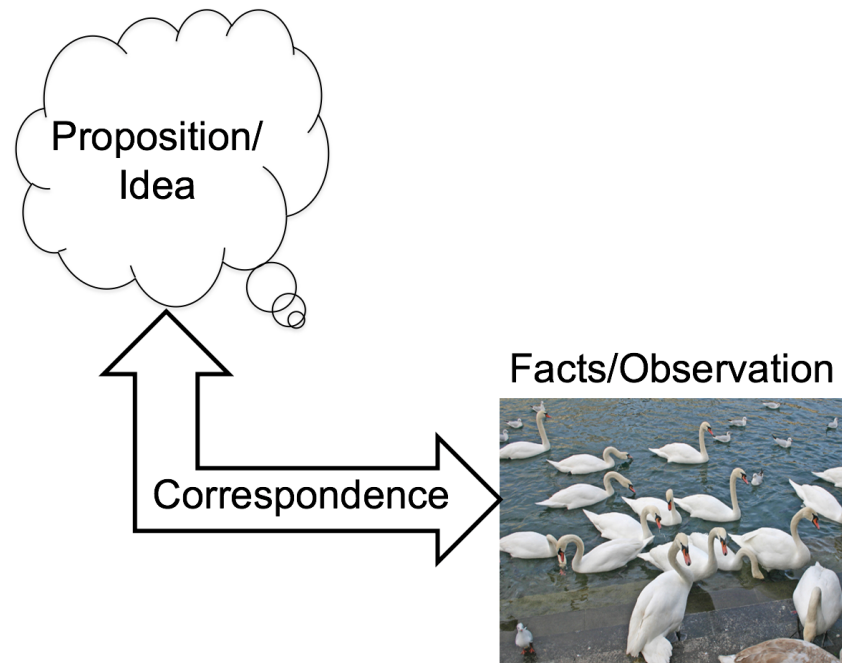 Proposition/
Idea
Facts/Observation
Correspondence